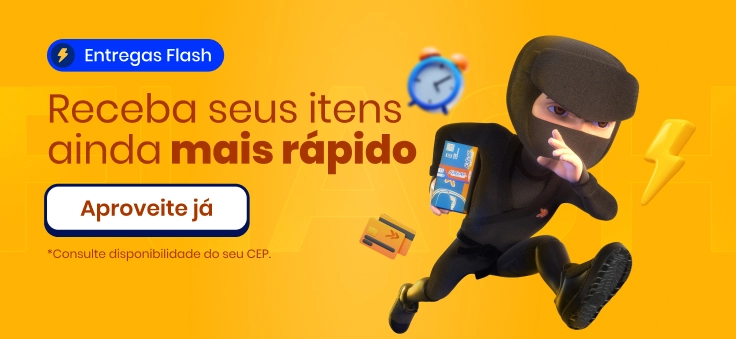 Entregas Flash
Receba seus itens
ainda mais rápido
Aproveite já
*Consulte disponibilidade do seu CEP.